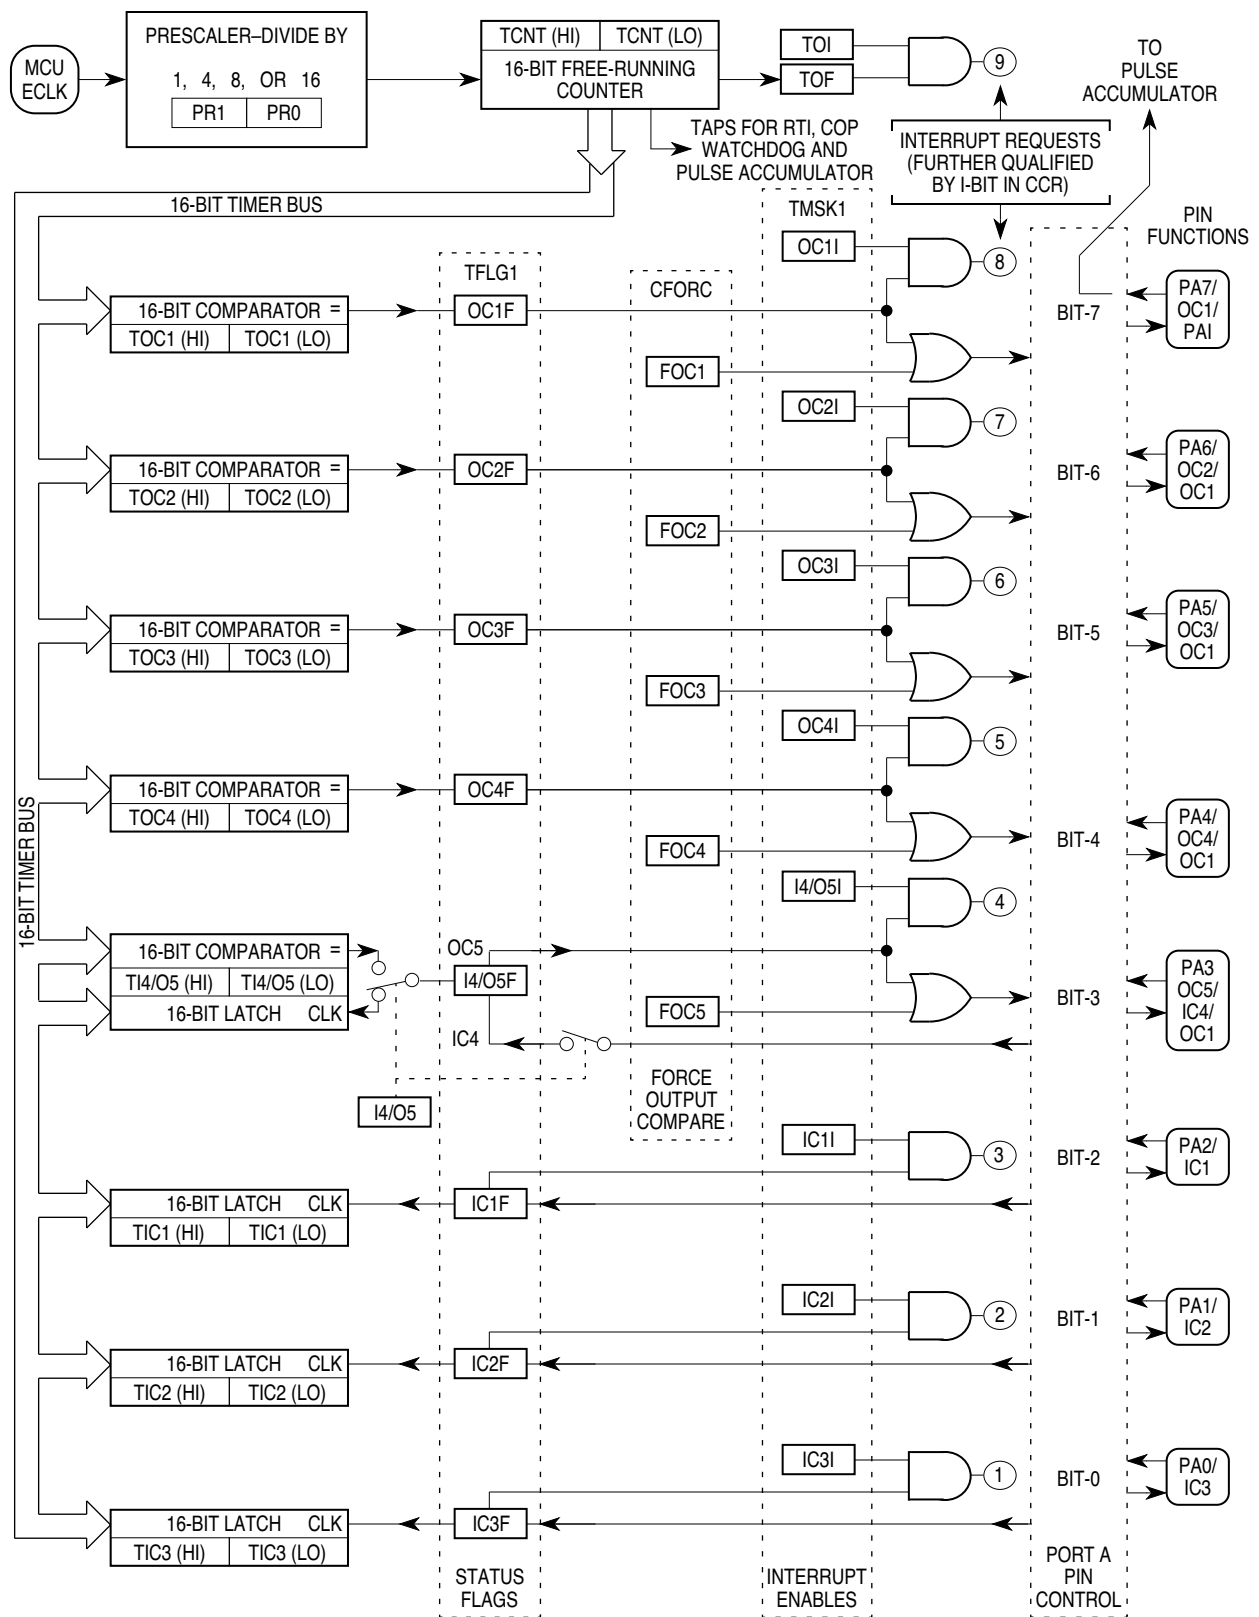 MCU
ECLK
PRESCALER–DIVIDE BY
1, 4, 8, OR 16
PR1 PR0
TCNT (HI) TCNT (LO)
16-BIT FREE-RUNNING
COUNTER
TOI
TOF
9
TO
PULSE
ACCUMULATOR
TAPS FOR RTI, COP
WATCHDOG AND
PULSE ACCUMULATOR
INTERRUPT REQUESTS
(FURTHER QUALIFIED
BY I-BIT IN CCR)
16-BIT TIMER BUS
16-BIT TIMER BUS
TMSK1
PIN
FUNCTIONS
TFLG1
CFORC
OC1I
8
16-BIT COMPARATOR =
TOC1 (HI) TOC1 (LO)
OC1F
FOC1
BIT-7
PA7/
OC1/
PAI
OC2I
7
16-BIT COMPARATOR =
TOC2 (HI) TOC2 (LO)
OC2F
FOC2
BIT-6
PA6/
OC2/
OC1
OC3I
6
16-BIT COMPARATOR =
TOC3 (HI) TOC3 (LO)
OC3F
FOC3
BIT-5
PA5/
OC3/
OC1
OC4I
5
16-BIT COMPARATOR =
TOC4 (HI) TOC4 (LO)
OC4F
FOC4
BIT-4
PA4/
OC4/
OC1
I4/O5I
4
16-BIT COMPARATOR =
TI4/O5 (HI) TI4/O5 (LO)
16-BIT LATCH CLK
OC5
I4/O5F
IC4
FOC5
BIT-3
PA3
OC5/
IC4/
OC1
I4/O5
FORCE
OUTPUT
COMPARE
IC1I
3
16-BIT LATCH CLK
TIC1 (HI) TIC1 (LO)
IC1F
BIT-2
PA2/
IC1
IC2I
2
16-BIT LATCH CLK
TIC2 (HI) TIC2 (LO)
IC2F
BIT-1
PA1/
IC2
IC3I
1
16-BIT LATCH CLK
TIC3 (HI) TIC3 (LO)
IC3F
BIT-0
PA0/
IC3
STATUS
FLAGS
INTERRUPT
ENABLES
PORT A
PIN
CONTROL